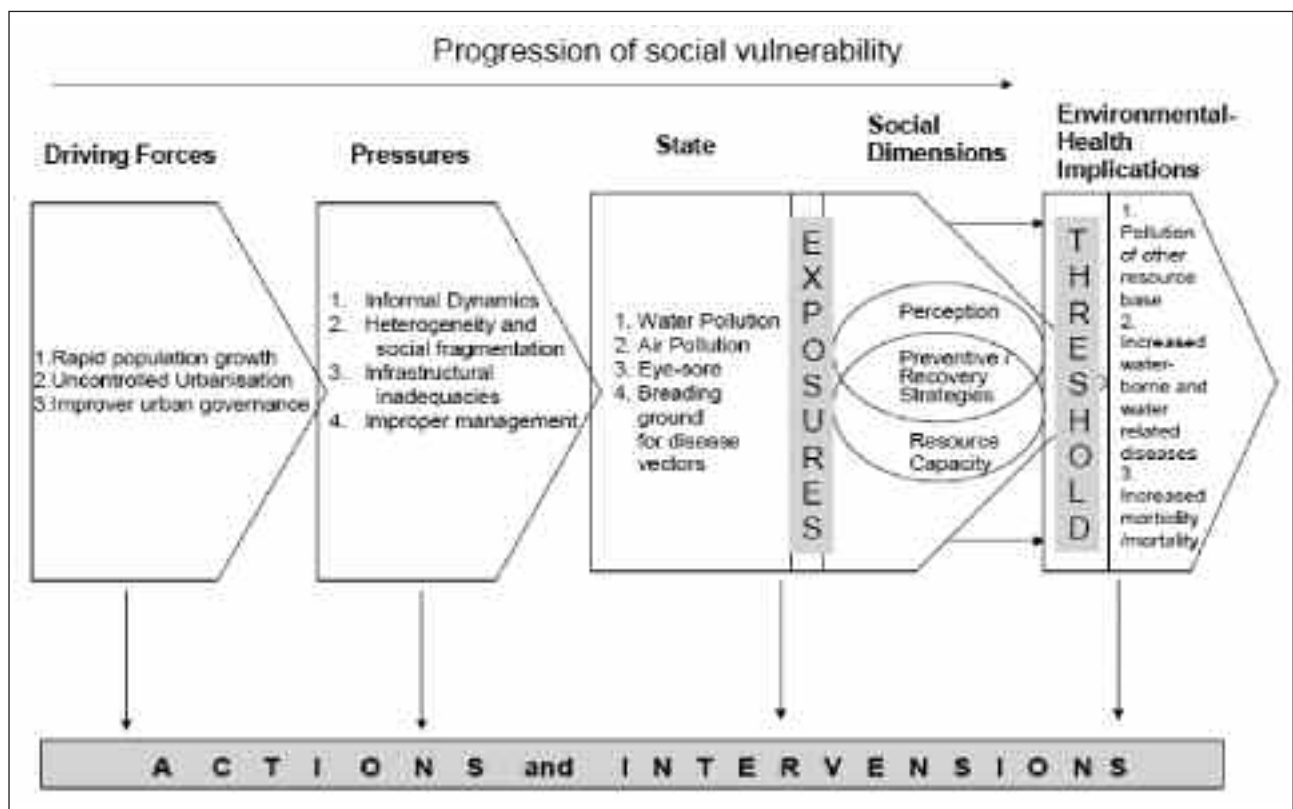 Progression of social vulnerability
Driving Forces
Pressures
State
Social
Dimensions
Environmental-
Health
Implications
1.Rapid population growth
2.Uncontrolled Urbanisation
3.Improver urban governance
1. Informal Dynamics
2. Heterogeneity and
social fragmentation
3. Infrastructural
inadequacies
4. Improper management
1. Water Pollution
2. Air Pollution
3. Eye-sore
4. Breading
ground
for disease
vectors
EXPOSURES
Perception
Preventive /
Recovery
Strategies
Resource
Capacity
THRESHOLD
1.
Pollution
of other
resource
base
2.
Increased
water-
borne and
water
related
diseases
3.
Increased
morbidity
/mortality
ACTIONS and INTERVENSIONS